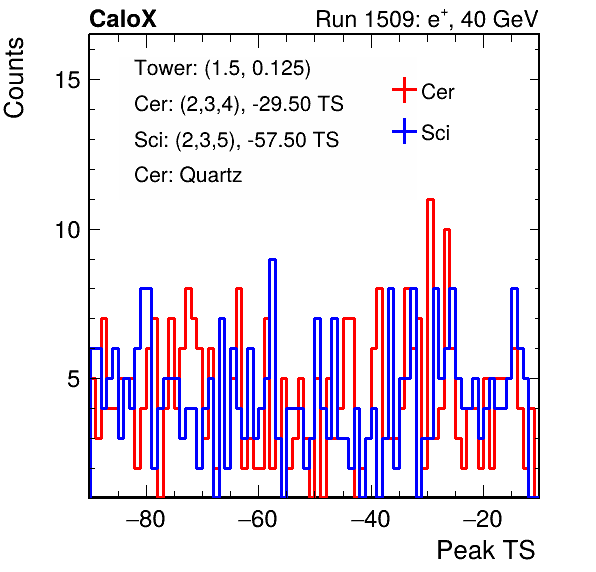 CaloX Run 1509: e+, 40 GeV
Counts
Tower: (1.5, 0.125)
Cer: (2,3,4), -29.50 TS
Sci: (2,3,5), -57.50 TS
Cer: Quartz
Cer
Sci
15
10
5
−80 −60 −40 −20
Peak TS